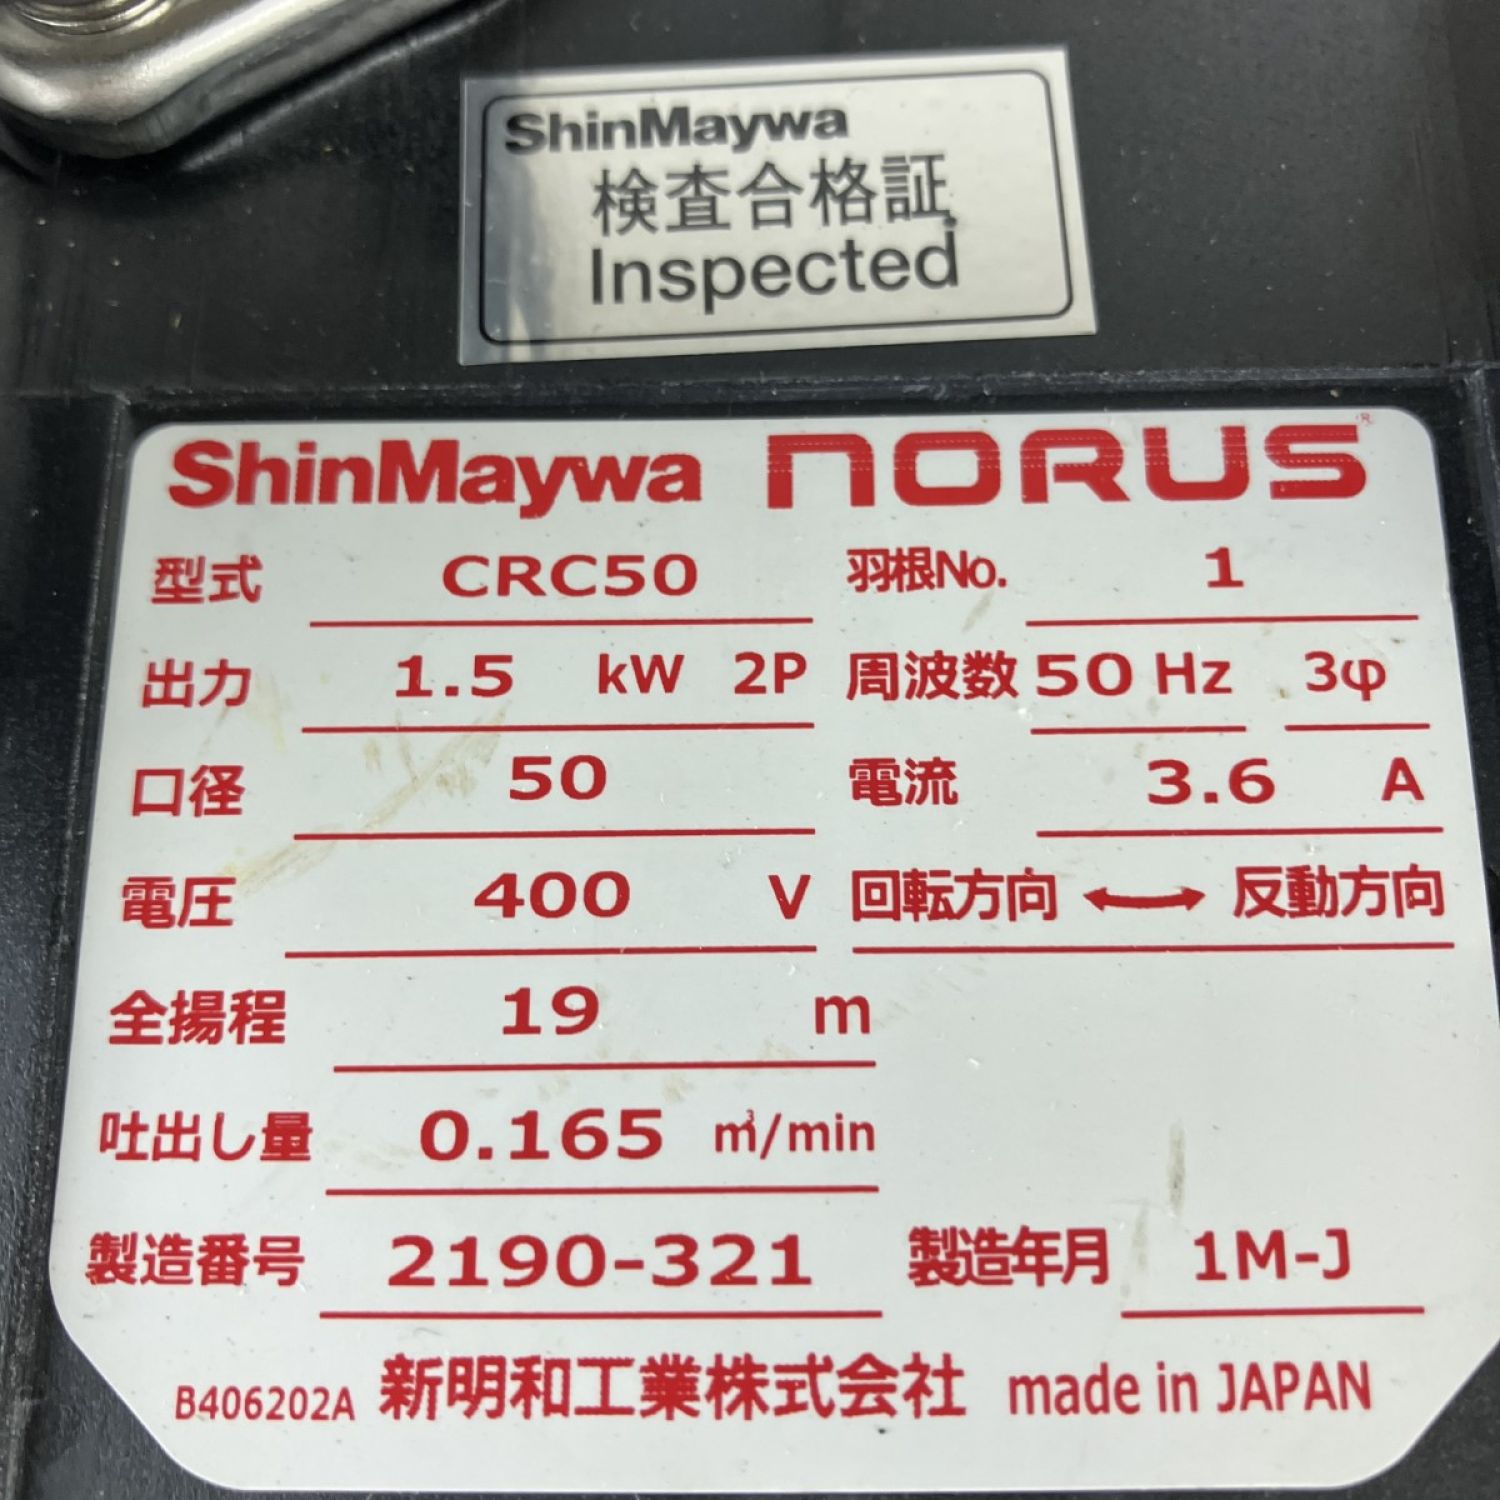 ShinMaywa
検査合格証
Inspected
ShinMaywa NORUS®
型式 CRC50 羽根No. 1
出力 1.5 kW 2P 周波数 50 Hz 3φ
口径 50 電流 3.6 A
電圧 400 V 回転方向 ⟷ 反動方向
全揚程 19 m
吐出し量 0.165 ㎥/min
製造番号 2190-321 製造年月 1M-J
B406202A 新明和工業株式会社 made in JAPAN